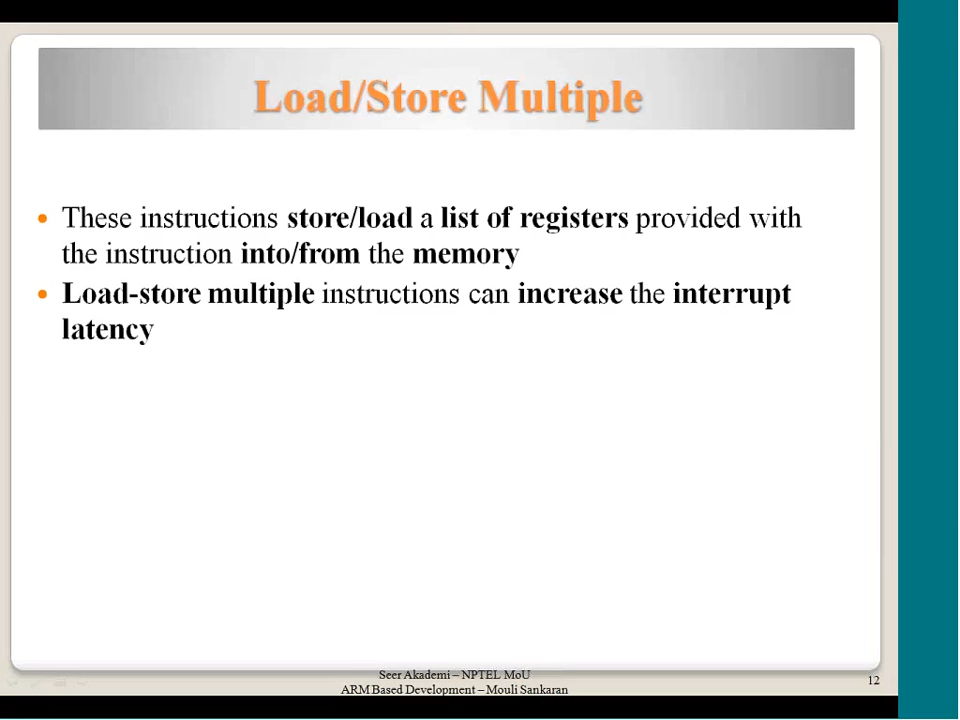 Load/Store Multiple
These instructions store/load a list of registers provided with
the instruction into/from the memory
Load-store multiple instructions can increase the interrupt
latency
Seer Akademi – NPTEL MoU
ARM Based Development – Mouli Sankaran
12